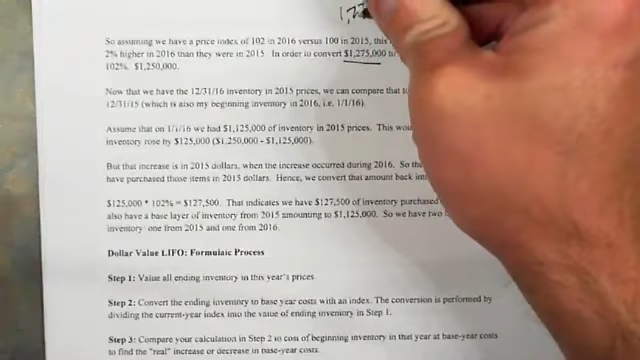 1,2
So assuming we have a price index of 102 in 2016 versus 100 in 2015, this
2% higher in 2016 than they were in 2015. In order to convert $1,275,000 to
102%. $1,250,000.
Now that we have the 12/31/16 inventory in 2015 prices, we can compare that
12/31/15 (which is also my beginning inventory in 2016, i.e. 1/1/16)
Assume that on 1/1/16 we had $1,125,000 of inventory in 2015 prices. This
inventory rose by $125,000 ($1,250,000 - $1,125,000).
But that increase is in 2015 dollars, when the increase occurred during 2016. So
have purchased those items in 2015 dollars. Hence, we convert that amount back
$125,000 * 102% = $127,500. That indicates we have $127,500 of inventory purchased
also have a base layer of inventory from 2015 amounting to $1,125,000. So we have two
inventory one from 2015 and one from 2016.
Dollar Value LIFO: Formulaic Process
Step 1: Value all ending inventory in this year's prices.
Step 2: Convert the ending inventory to base year costs with an index. The conversion is performed by
dividing the current-year index into the value of ending inventory in Step 1.
Step 3: Compare your calculation in Step 2 to cost of beginning inventory in that year at base-year costs
to find the "real" increase or decrease in base-year costs.